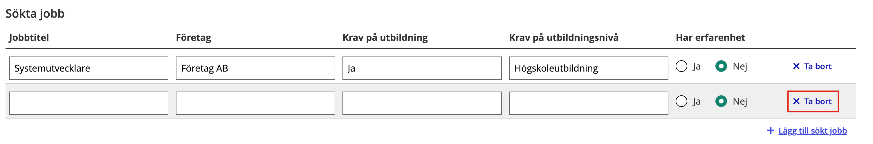 Sökta jobb
Jobbtitel Företag Krav på utbildning Krav på utbildningsnivå Har erfarenhet
Systemutvecklare Företag AB Ja Högskoleutbildning Ja Nej Ta bort
Ja Nej Ta bort
Lägg till sökt jobb